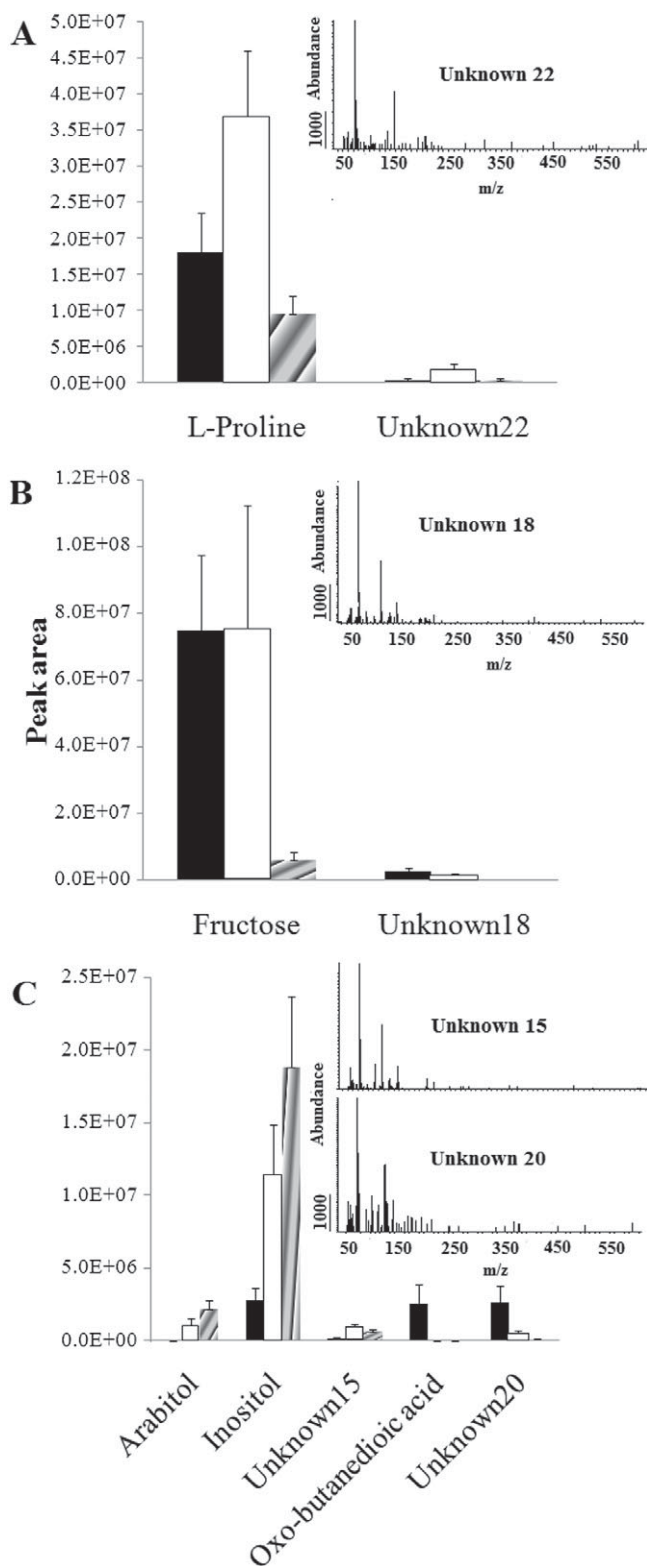 A
5.0E+07
4.5E+07
4.0E+07
3.5E+07
3.0E+07
2.5E+07
2.0E+07
1.5E+07
1.0E+07
5.0E+06
0.0E+00
L-Proline Unknown22
Abundance
1000
Unknown 22
50 150 250 350 450 550
m/z
B
Peak area
1.2E+08
1.0E+08
8.0E+07
6.0E+07
4.0E+07
2.0E+07
0.0E+00
Fructose Unknown18
Abundance
1000
Unknown 18
50 150 250 350 450 550
m/z
C
2.5E+07
2.0E+07
1.5E+07
1.0E+07
5.0E+06
0.0E+00
Arabitol
Inositol
Unknown15
Oxo-butanedioic acid
Unknown20
Unknown 15
Abundance
1000
Unknown 20
50 150 250 350 450 550
m/z